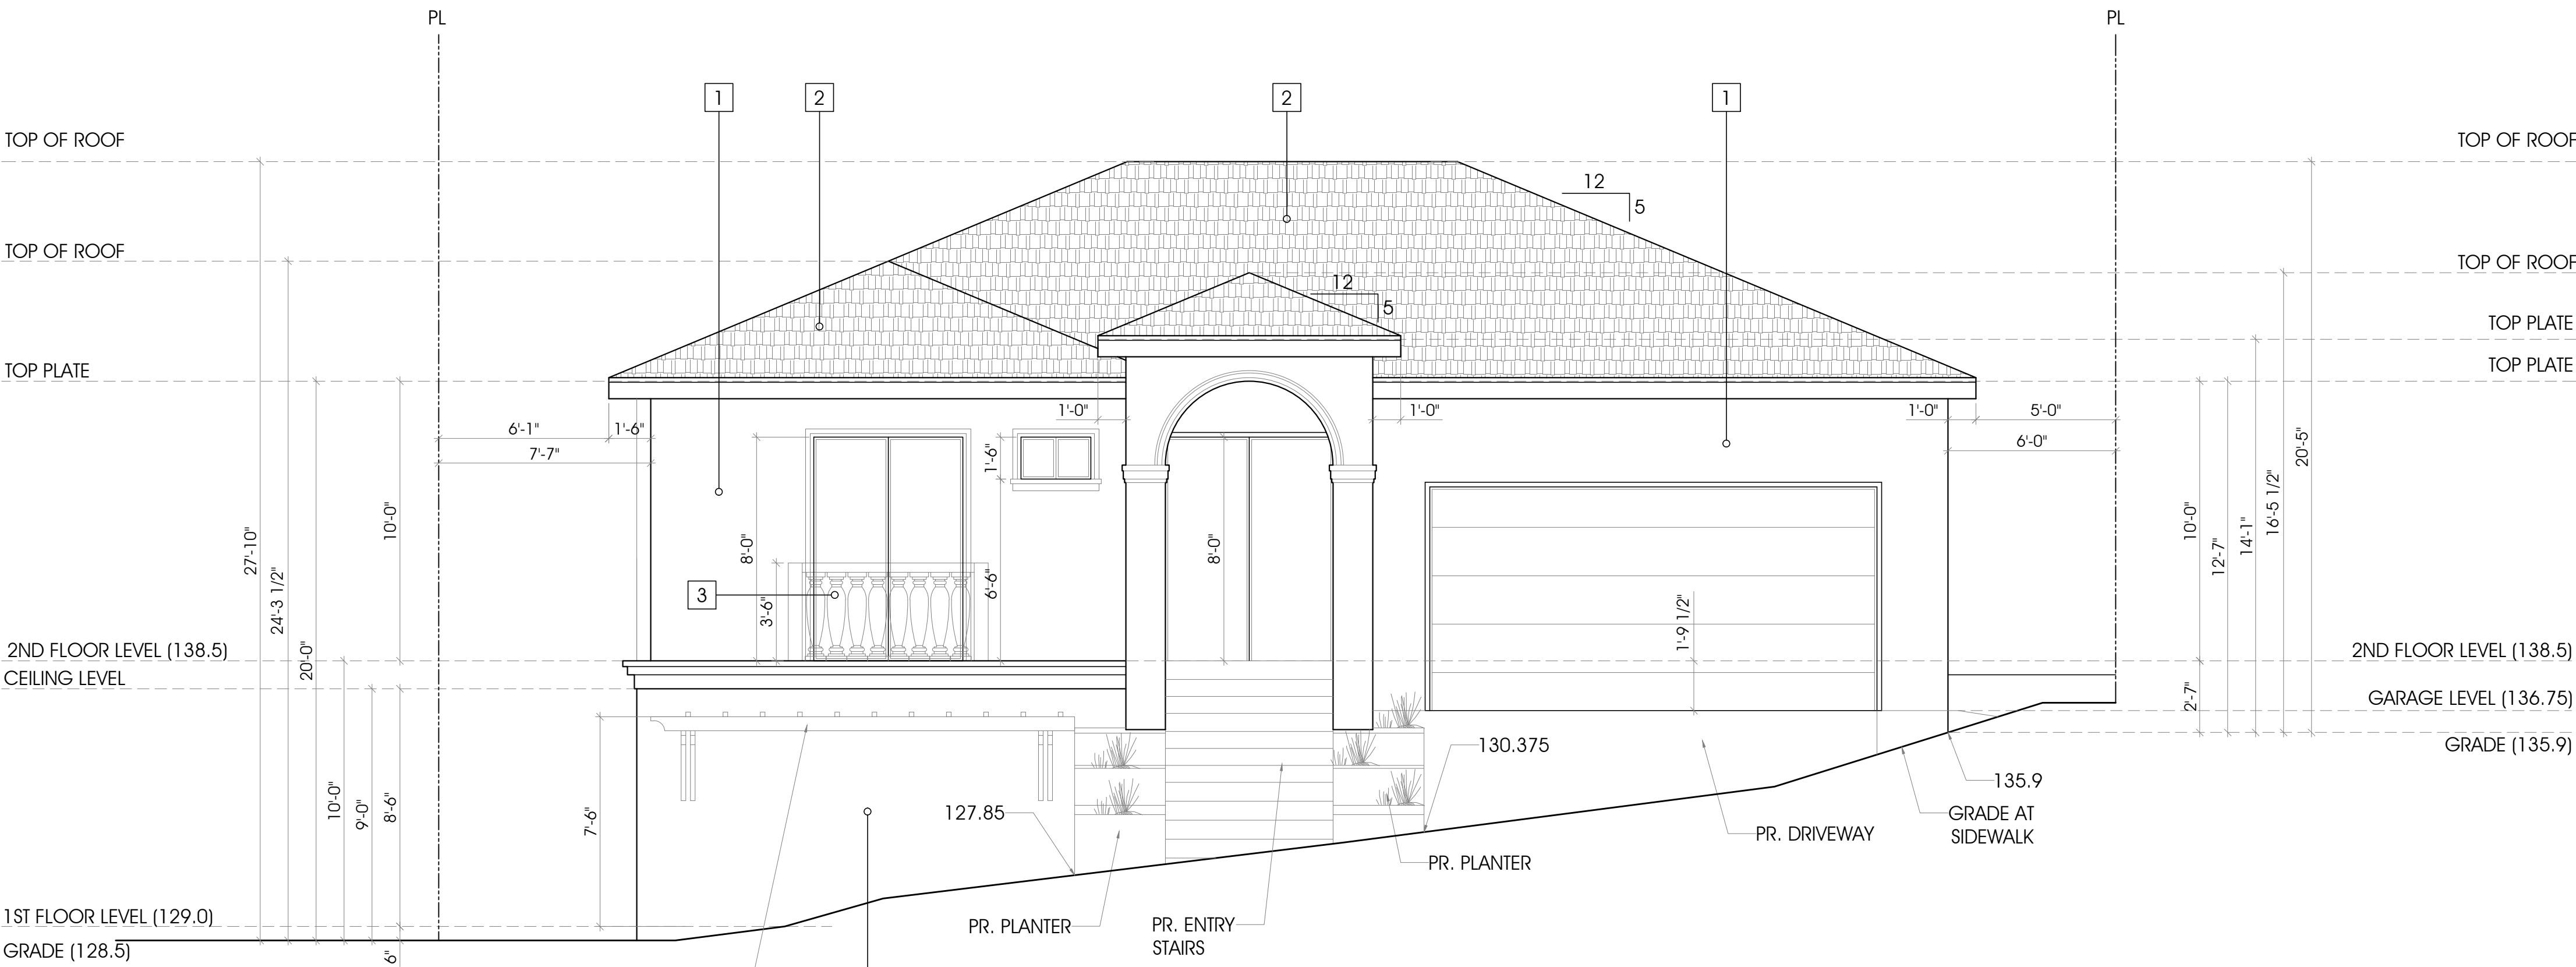 PL
PL
1
2
2
1
TOP OF ROOF
TOP OF ROOF
12
5
TOP OF ROOF
TOP OF ROOF
12
5
TOP PLATE
TOP PLATE
TOP PLATE
1'-0"
1'-0"
1'-0"
5'-0"
6'-1"
1'-6"
7'-7"
6'-0"
1'-6"
20'-5"
27'-10"
24'-3 1/2"
20'-0"
10'-0"
8'-0"
3'-6"
3
6'-6"
8'-0"
1'-9 1/2"
10'-0"
12'-7"
14'-1"
16'-5 1/2"
2ND FLOOR LEVEL (138.5)
2ND FLOOR LEVEL (138.5)
CEILING LEVEL
2'-7"
GARAGE LEVEL (136.75)
GRADE (135.9)
130.375
135.9
10'-0"
9'-0"
8'-6"
7'-6"
127.85
GRADE AT
SIDEWALK
PR. DRIVEWAY
PR. PLANTER
1ST FLOOR LEVEL (129.0)
PR. PLANTER
PR. ENTRY
STAIRS
GRADE (128.5)
6"